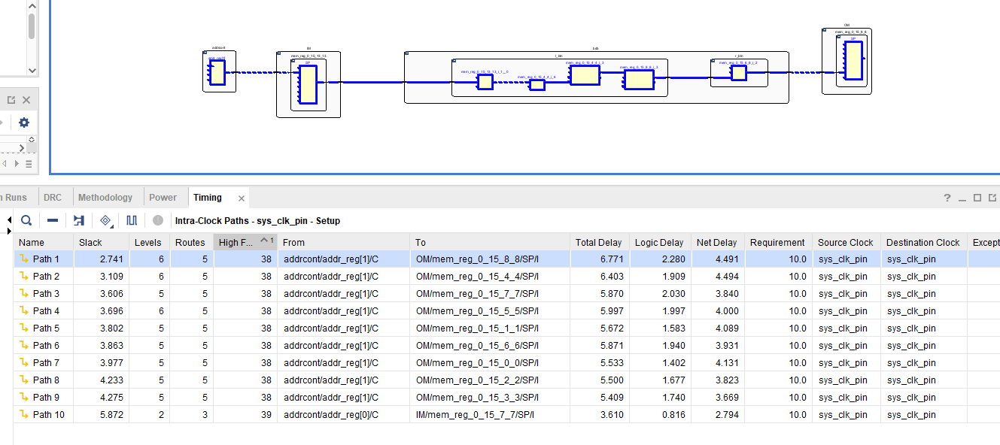 addrcont
IM
mem_reg_0_15_13_13
SP
l_btn
mem_reg_0_15_13_13_i_1__0
mem_reg_0_15_4_4_i_3
r_btn
OM
mem_reg_0_15_8_8
SP
n Runs DRC Methodology Power Timing
Intra-Clock Paths - sys_clk_pin - Setup
Name Slack Levels Routes High F... 1 From To Total Delay Logic Delay Net Delay Requirement Source Clock Destination Clock Except
Path 1 2.741 6 5 38 addrcont/addr_reg[1]/C OM/mem_reg_0_15_8_8/SP/I 6.771 2.280 4.491 10.0 sys_clk_pin sys_clk_pin
Path 2 3.109 6 5 38 addrcont/addr_reg[1]/C OM/mem_reg_0_15_4_4/SP/I 6.403 1.909 4.494 10.0 sys_clk_pin sys_clk_pin
Path 3 3.606 5 5 38 addrcont/addr_reg[1]/C OM/mem_reg_0_15_7_7/SP/I 5.870 2.030 3.840 10.0 sys_clk_pin sys_clk_pin
Path 4 3.696 6 5 38 addrcont/addr_reg[1]/C OM/mem_reg_0_15_5_5/SP/I 5.997 1.997 4.000 10.0 sys_clk_pin sys_clk_pin
Path 5 3.802 5 5 38 addrcont/addr_reg[1]/C OM/mem_reg_0_15_1_1/SP/I 5.672 1.583 4.089 10.0 sys_clk_pin sys_clk_pin
Path 6 3.863 5 5 38 addrcont/addr_reg[1]/C OM/mem_reg_0_15_6_6/SP/I 5.871 1.940 3.931 10.0 sys_clk_pin sys_clk_pin
Path 7 3.977 5 5 38 addrcont/addr_reg[1]/C OM/mem_reg_0_15_0_0/SP/I 5.533 1.402 4.131 10.0 sys_clk_pin sys_clk_pin
Path 8 4.233 5 5 38 addrcont/addr_reg[1]/C OM/mem_reg_0_15_2_2/SP/I 5.500 1.677 3.823 10.0 sys_clk_pin sys_clk_pin
Path 9 4.275 5 5 38 addrcont/addr_reg[1]/C OM/mem_reg_0_15_3_3/SP/I 5.409 1.740 3.669 10.0 sys_clk_pin sys_clk_pin
Path 10 5.872 2 3 39 addrcont/addr_reg[0]/C IM/mem_reg_0_15_7_7/SP/I 3.610 0.816 2.794 10.0 sys_clk_pin sys_clk_pin